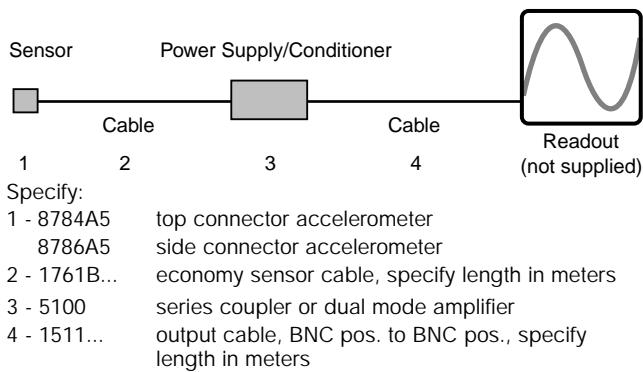 Sensor Power Supply/Conditioner
Cable Cable
Readout
1 2 3 4 (not supplied)
Specify:
1 - 8784A5 top connector accelerometer
8786A5 side connector accelerometer
2 - 1761B... economy sensor cable, specify length in meters
3 - 5100 series coupler or dual mode amplifier
4 - 1511... output cable, BNC pos. to BNC pos., specify
length in meters